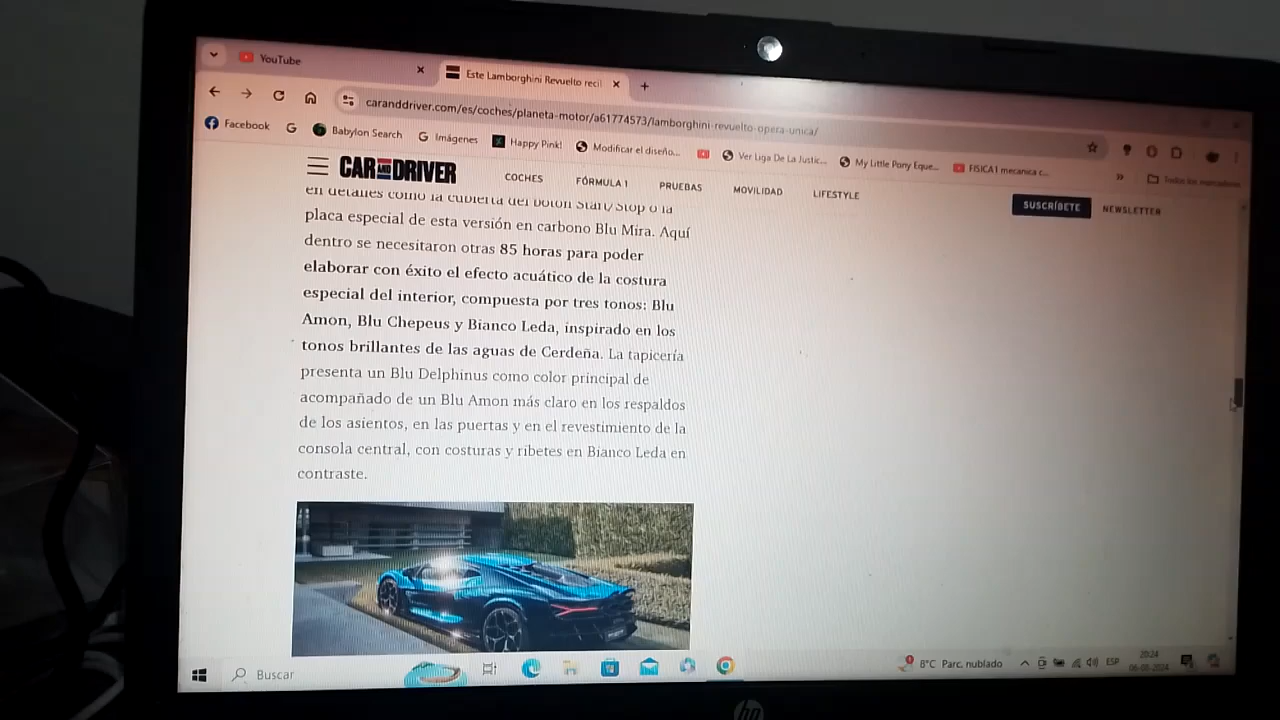 YouTube
Este Lamborghini Revuelto reci
caranddriver.com/es/coches/planeta-motor/a61774573/lamborghini-revuelto-opera-unica/
Facebook
Babylon Search
Imágenes
Happy Pink!
Modificar el diseño...
Ver Liga De La Justic...
My Little Pony Eque...
FISICA 1 mecanica c...
Todos los marcadores
CAR AND DRIVER
COCHES
FÓRMULA 1
PRUEBAS
MOVILIDAD
LIFESTYLE
SUSCRÍBETE
NEWSLETTER
en detalles como la cubierta del botón Start/Stop o la
placa especial de esta versión en carbono Blu Mira. Aquí
dentro se necesitaron otras 85 horas para poder
elaborar con éxito el efecto acuático de la costura
especial del interior, compuesta por tres tonos: Blu
Amon, Blu Chepeus y Bianco Leda, inspirado en los
tonos brillantes de las aguas de Cerdeña. La tapicería
presenta un Blu Delphinus como color principal de
acompañado de un Blu Amon más claro en los respaldos
de los asientos, en las puertas y en el revestimiento de la
consola central, con costuras y ribetes en Bianco Leda en
contraste.
Buscar
8°C Parc. nublado
ESP
20:24
06-08-2024
hp